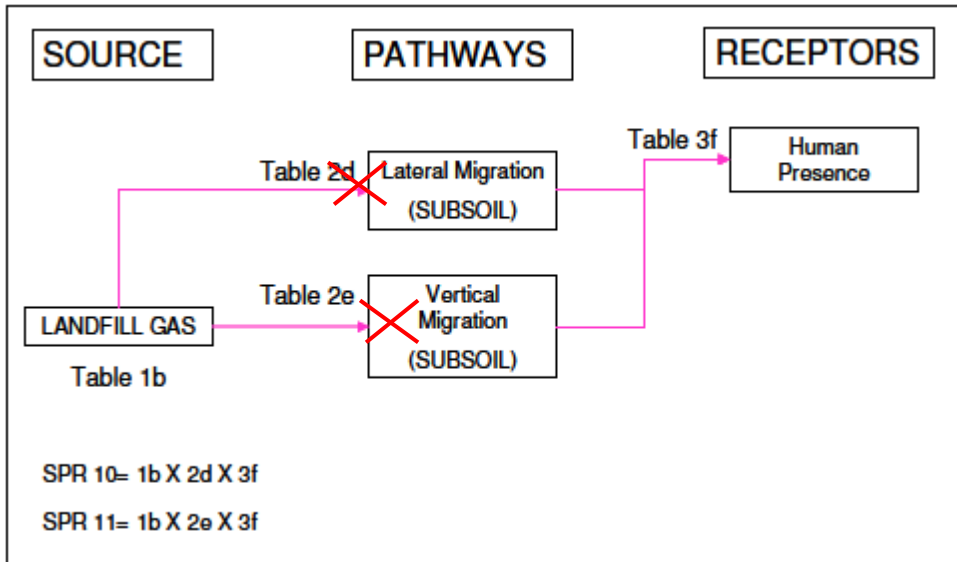 SOURCE
PATHWAYS
RECEPTORS
Table 2d
Lateral Migration
(SUBSOIL)
Table 3f
Human
Presence
Table 2e
Vertical
Migration
(SUBSOIL)
LANDFILL GAS
Table 1b
SPR 10= 1b X 2d X 3f
SPR 11= 1b X 2e X 3f